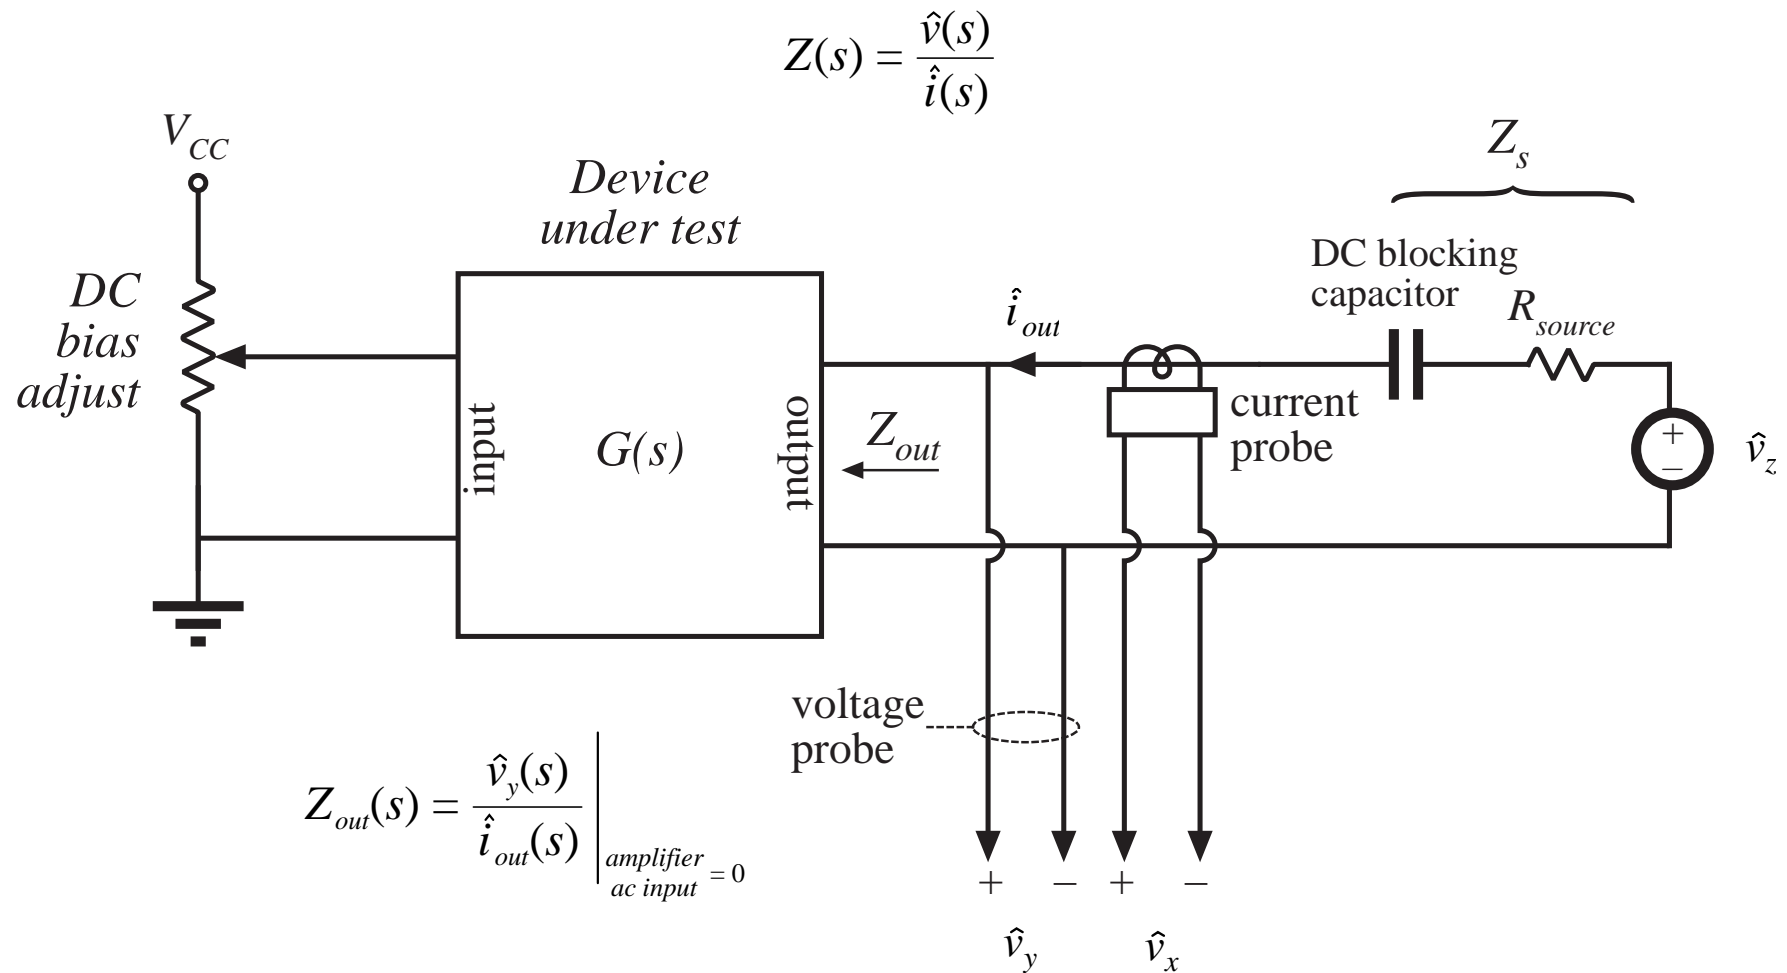 Z(s) = v̂(s) / î(s)
V_CC
Z_s
Device
under test
DC blocking
capacitor
R_source
DC
bias
adjust
î_out
input
G(s)
output
Z_out
current
probe
+
–
v̂_z
voltage
probe
Z_out(s) = v̂_y(s) / î_out(s) | amplifier ac input = 0
+ – + –
v̂_y v̂_x